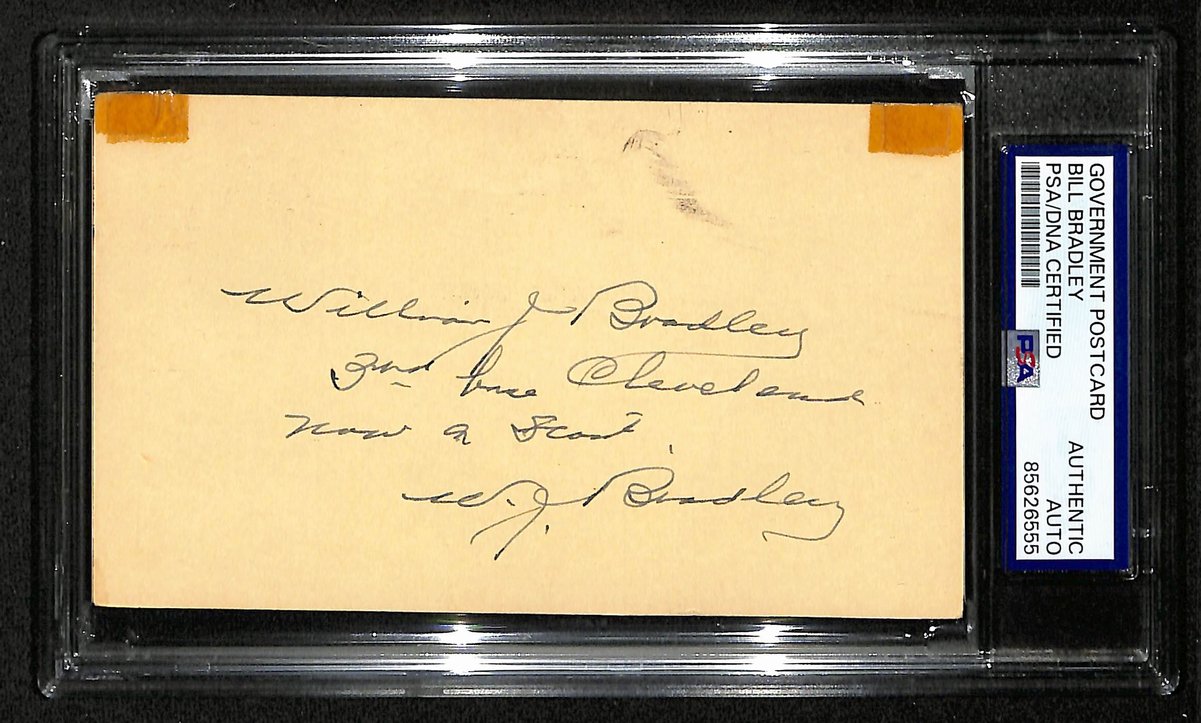 William J Bradley
3rd base Cleveland
now a Scout.
W. J. Bradley
GOVERNMENT POSTCARD
BILL BRADLEY
PSA/DNA CERTIFIED
AUTHENTIC
AUTO
85626555
PSA